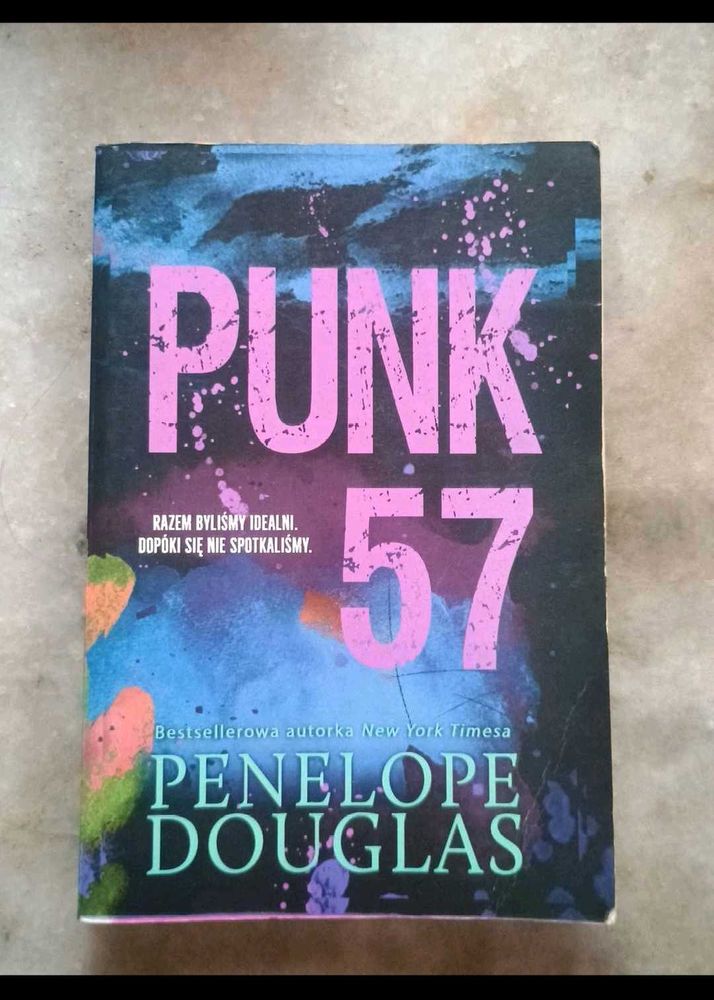 PUNK
57
RAZEM BYLIŚMY IDEALNI.
DOPÓKI SIĘ NIE SPOTKALIŚMY.
Bestsellerowa autorka New York Timesa
PENELOPE
DOUGLAS